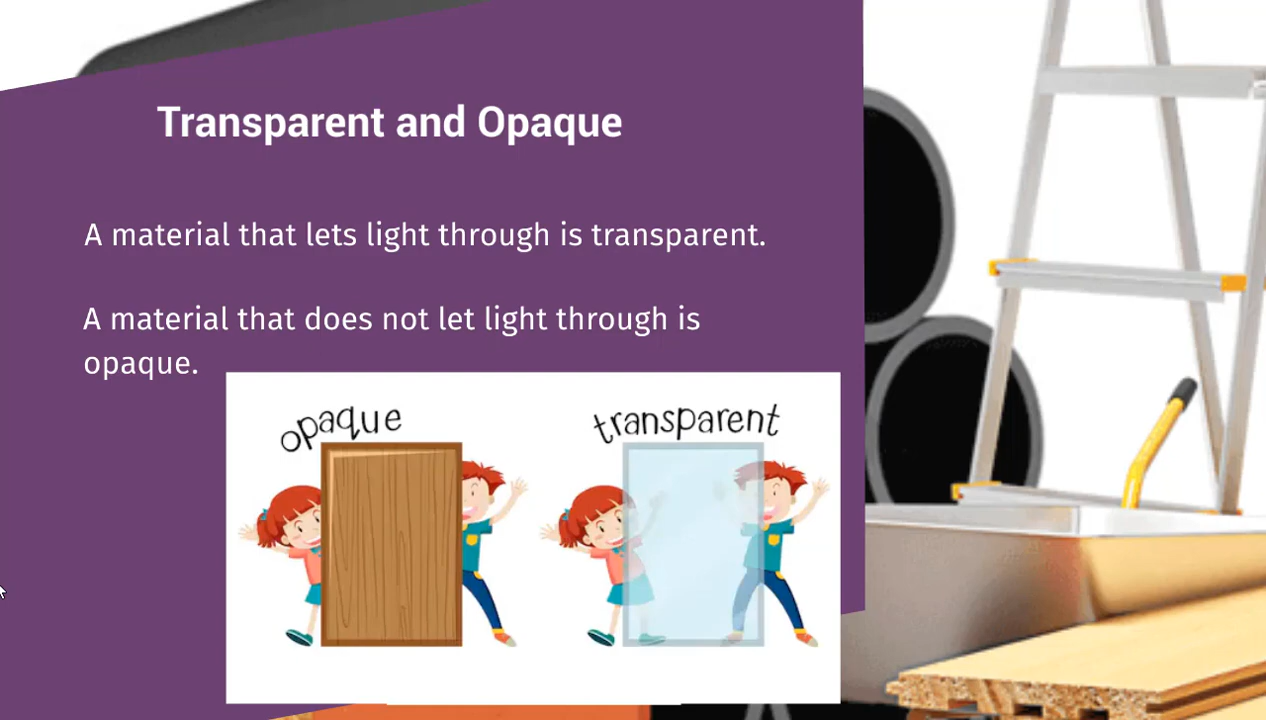 Transparent and Opaque
A material that lets light through is transparent.
A material that does not let light through is
opaque.
opaque
transparent